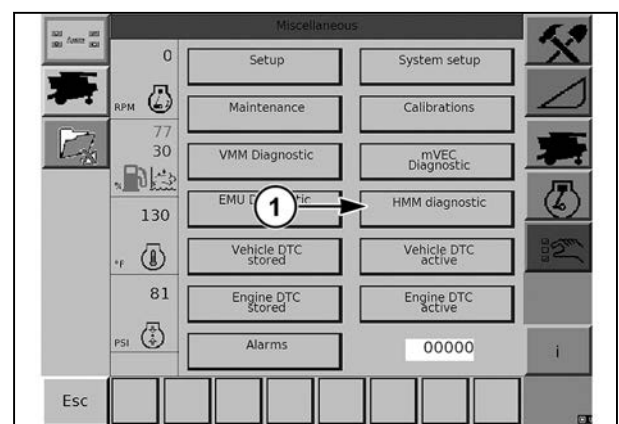 Miscellaneous
0
RPM
77
30
%
130
°F
81
PSI
Esc
Setup
System setup
Maintenance
Calibrations
VMM Diagnostic
mVEC
Diagnostic
EMU D tic
1
HMM diagnostic
Vehicle DTC
stored
Vehicle DTC
active
Engine DTC
stored
Engine DTC
active
Alarms
00000
i